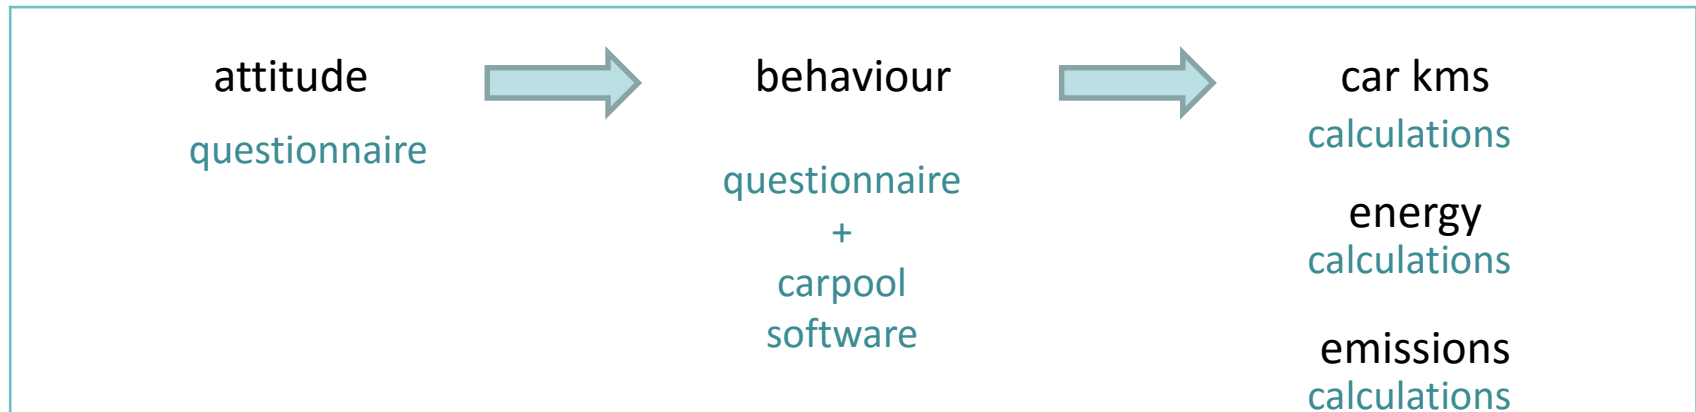 attitude
questionnaire
behaviour
questionnaire
+
carpool
software
car kms
calculations
energy
calculations
emissions
calculations